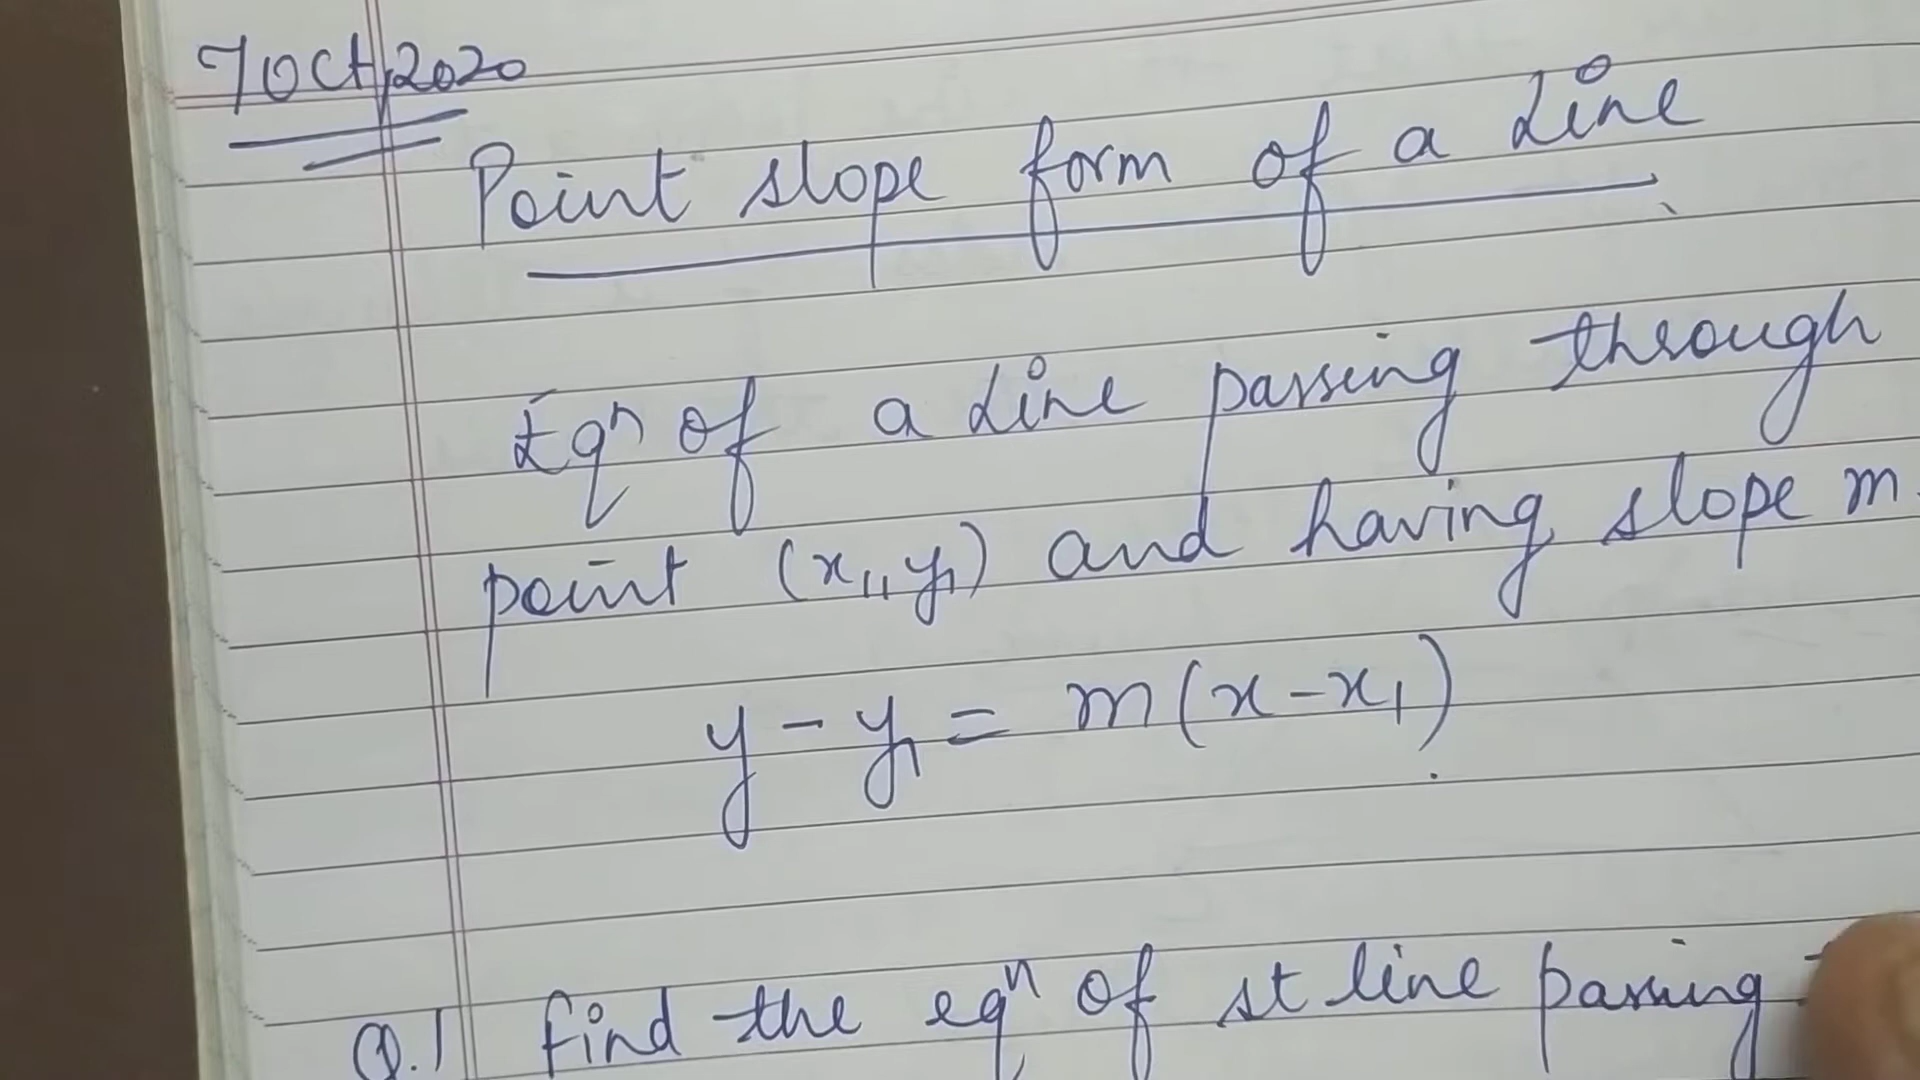 7 Oct, 2020
Point slope form of a Line
Eqⁿ of a Line passing through
point (x₁, y₁) and having slope m.
y - y₁ = m(x - x₁)
Q.1 Find the eqⁿ of st line passing